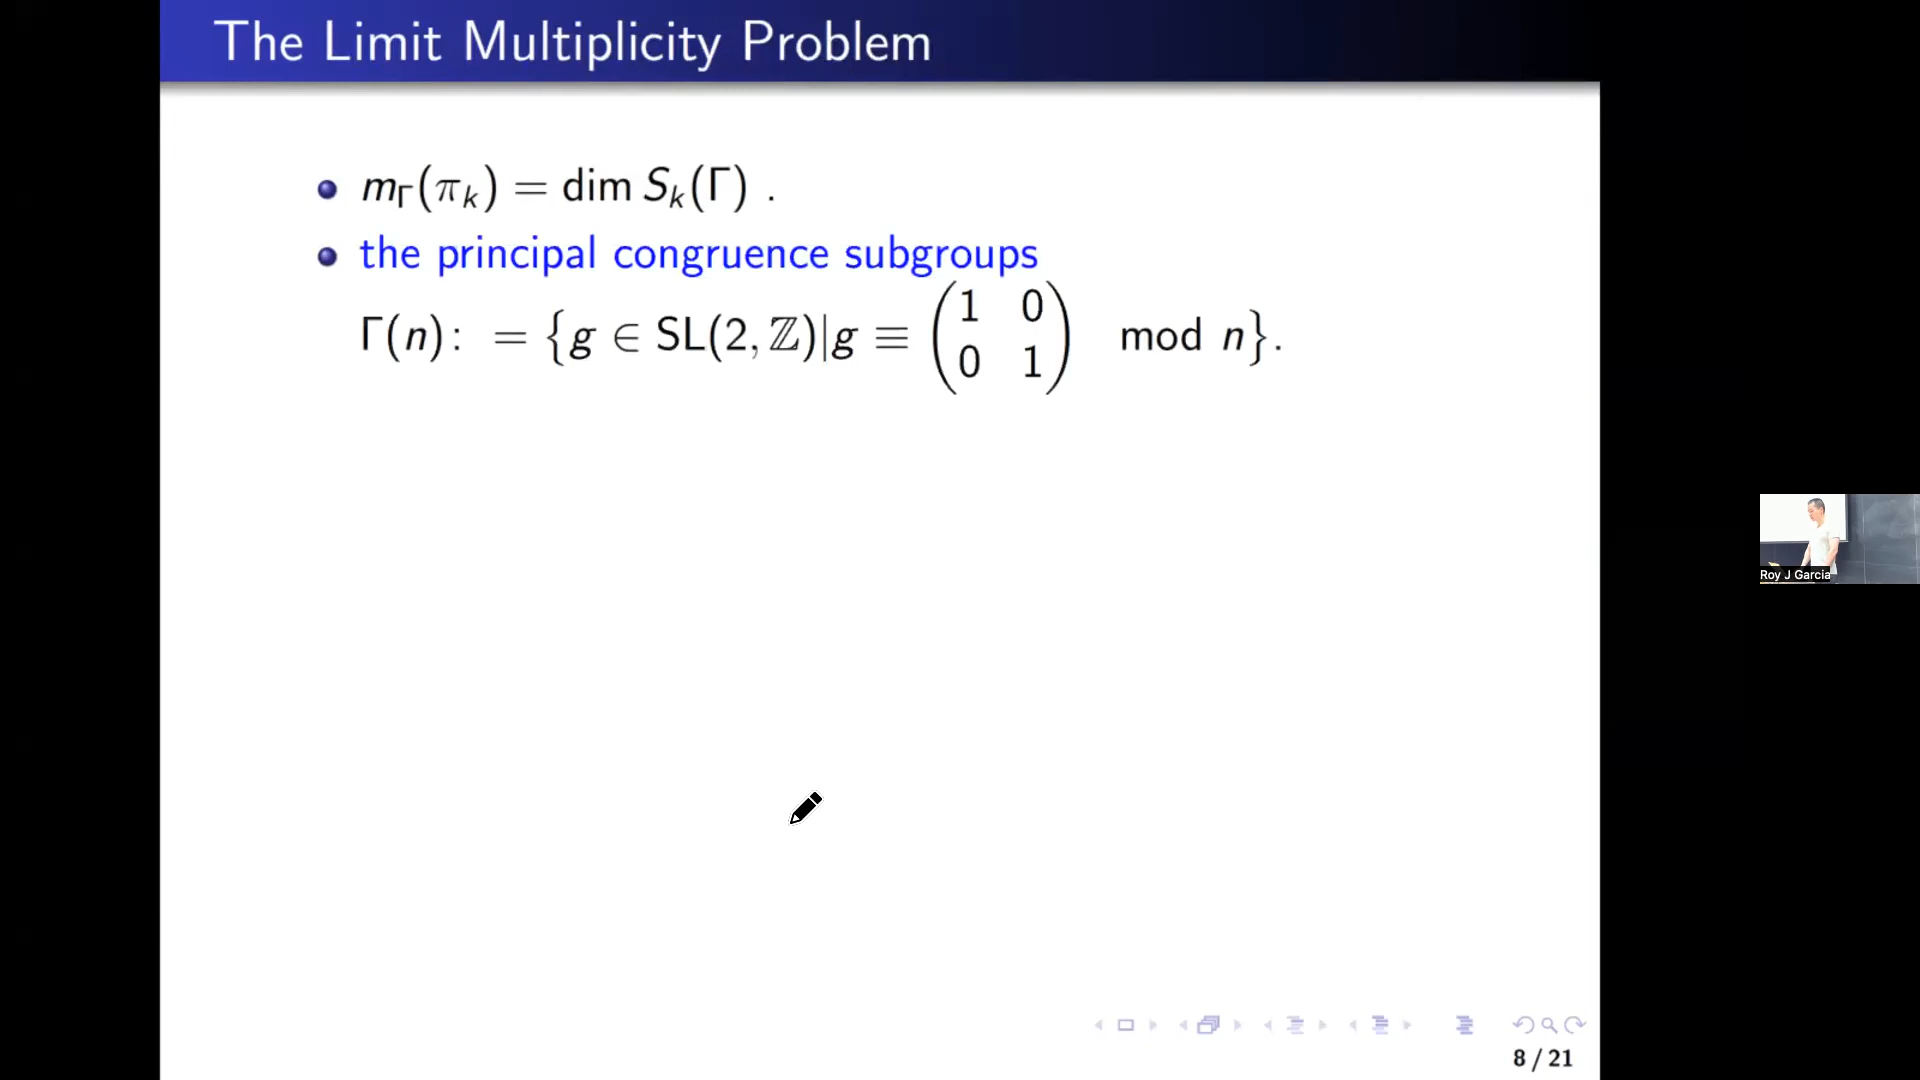 The Limit Multiplicity Problem
m_Γ(π_k) = dim S_k(Γ) .
the principal congruence subgroups
Γ(n): = {g ∈ SL(2, ℤ)|g ≡ (1 0
0 1) mod n}.
Roy J Garcia
8 / 21